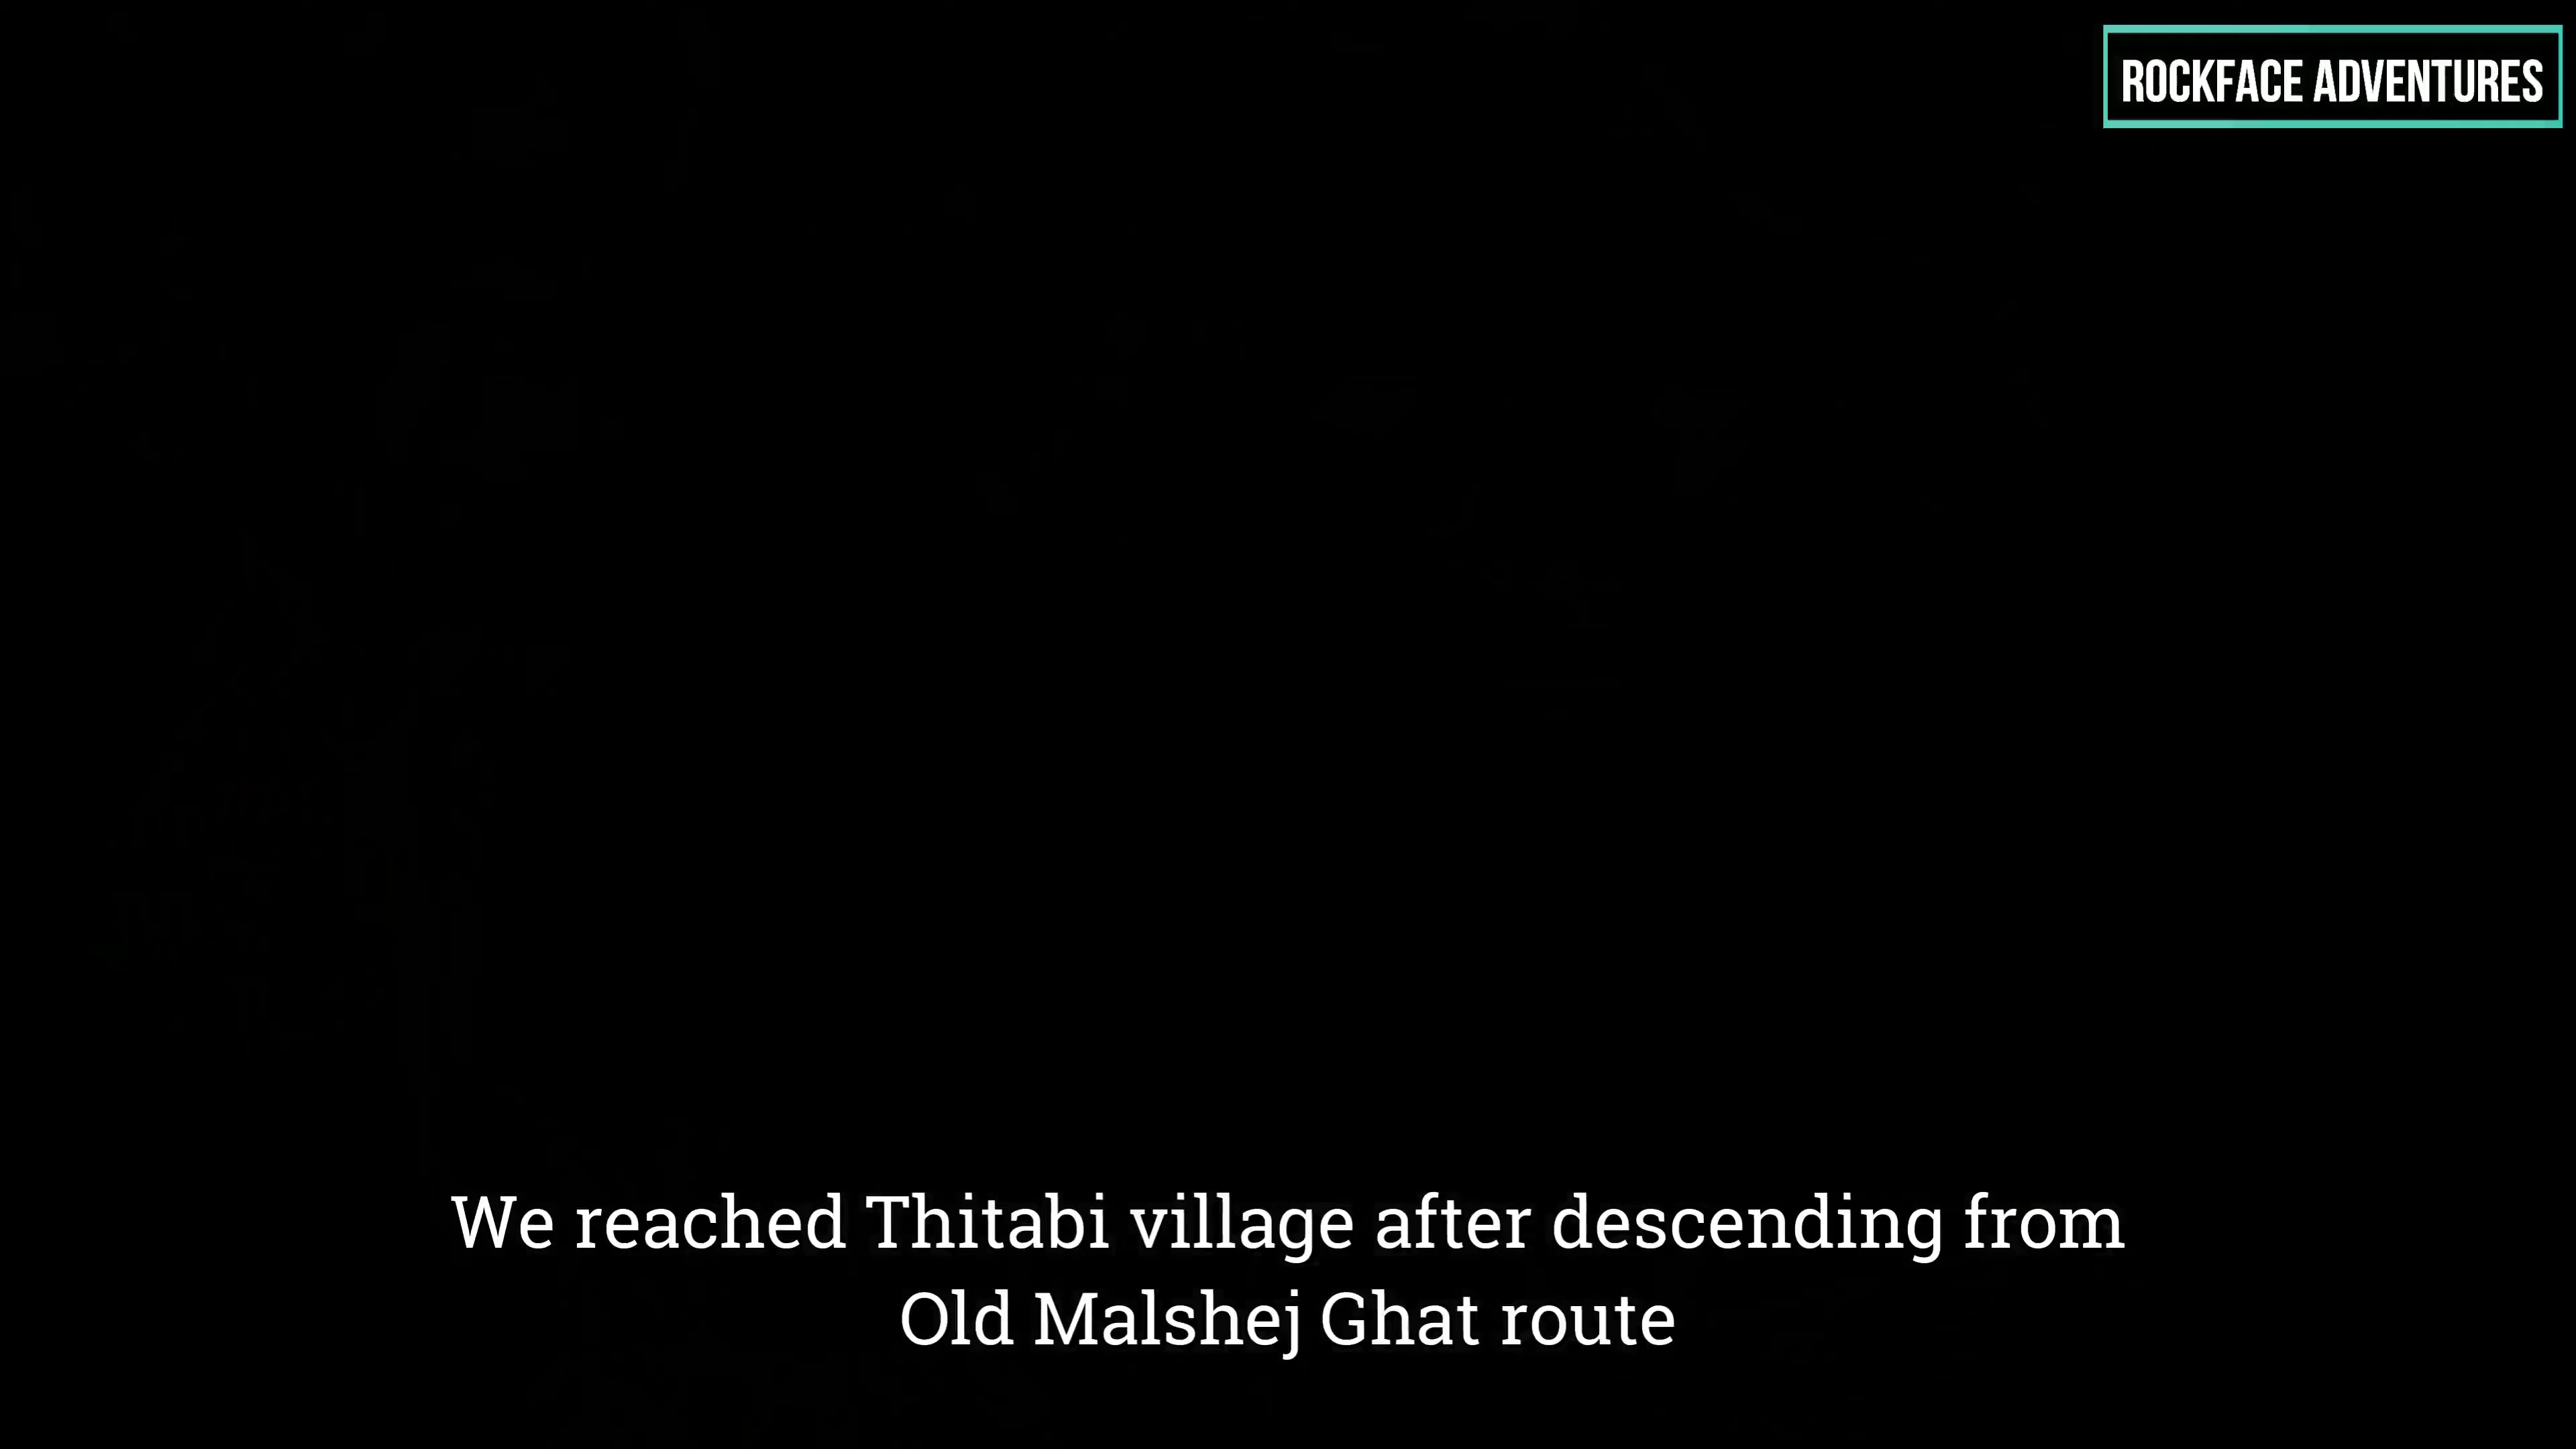 ROCKFACE ADVENTURES
We reached Thitabi village after descending from
Old Malshej Ghat route